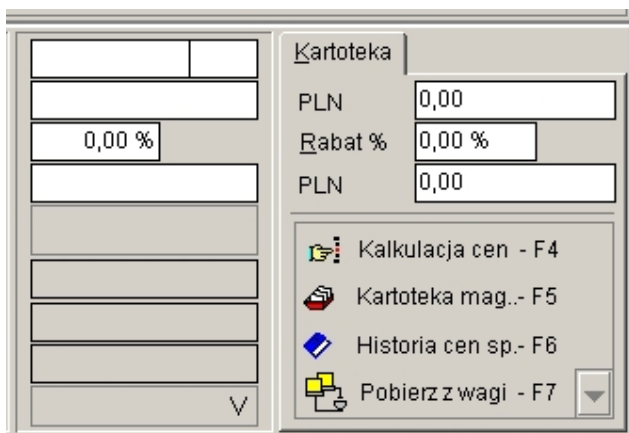 Kartoteka
PLN 0,00
0,00 % Rabat % 0,00 %
PLN 0,00
Kalkulacja cen - F4
Kartoteka mag..- F5
Historia cen sp.- F6
Pobierz z wagi - F7
V